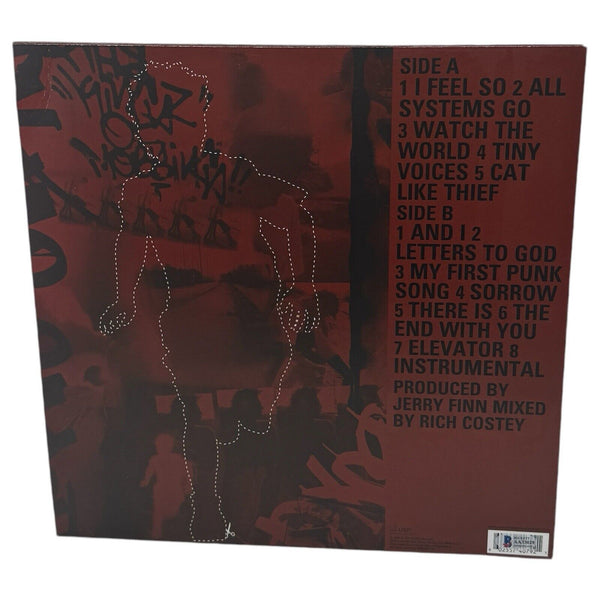 SIDE A
1 I FEEL SO 2 ALL
SYSTEMS GO
3 WATCH THE
WORLD 4 TINY
VOICES 5 CAT
LIKE THIEF
SIDE B
1 AND I 2
LETTERS TO GOD
3 MY FIRST PUNK
SONG 4 SORROW
5 THERE IS 6 THE
END WITH YOU
7 ELEVATOR 8
INSTRUMENTAL
PRODUCED BY
JERRY FINN MIXED
BY RICH COSTEY